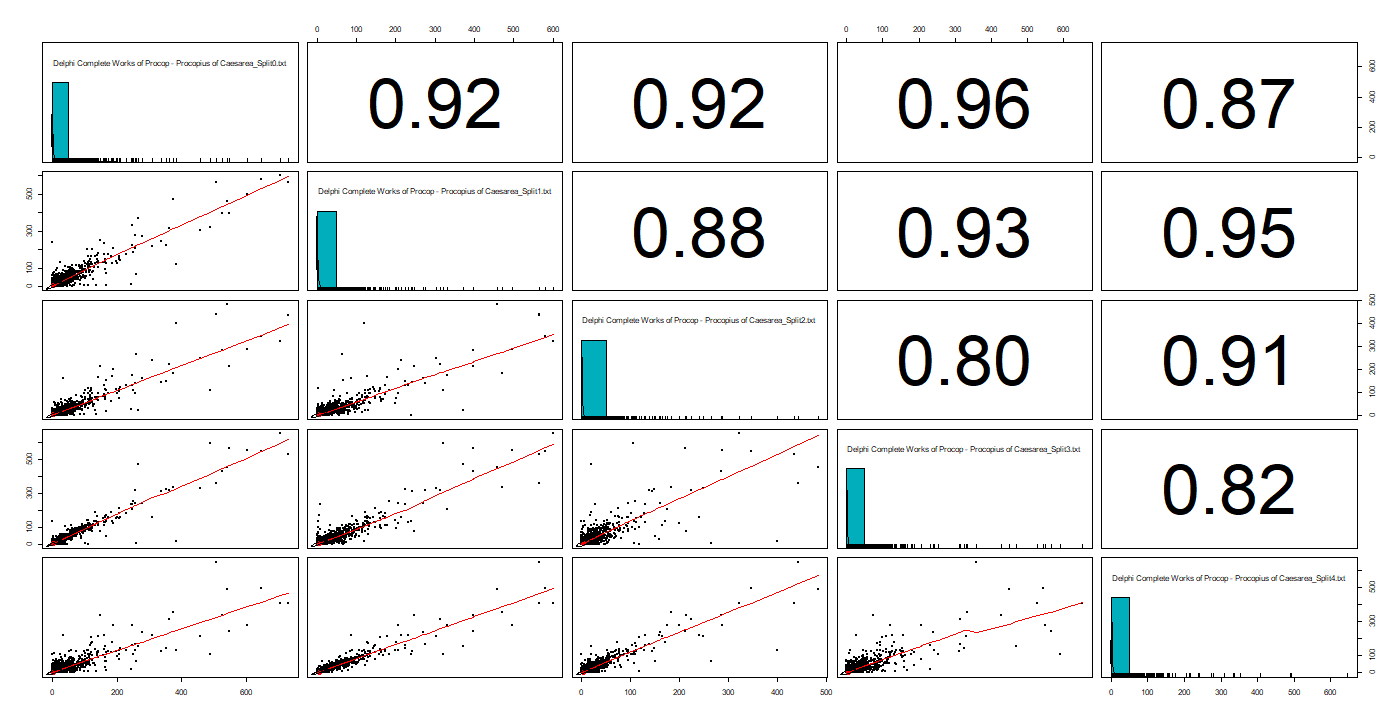 0 100 200 300 400 500 600 0 100 200 300 400 500 600
Delphi Complete Works of Procop - Procopius of Caesarea_Split0.txt 0.92 0.92 0.96 0.87 0 200 400 600
0 100 300 500 Delphi Complete Works of Procop - Procopius of Caesarea_Split1.txt 0.88 0.93 0.95
Delphi Complete Works of Procop - Procopius of Caesarea_Split2.txt 0.80 0.91 0 100 200 300 400 500
0 100 300 500 Delphi Complete Works of Procop - Procopius of Caesarea_Split3.txt 0.82
Delphi Complete Works of Procop - Procopius of Caesarea_Split4.txt 0 100 300 500
0 200 400 600 0 100 200 300 400 500 0 100 200 300 400 500 600